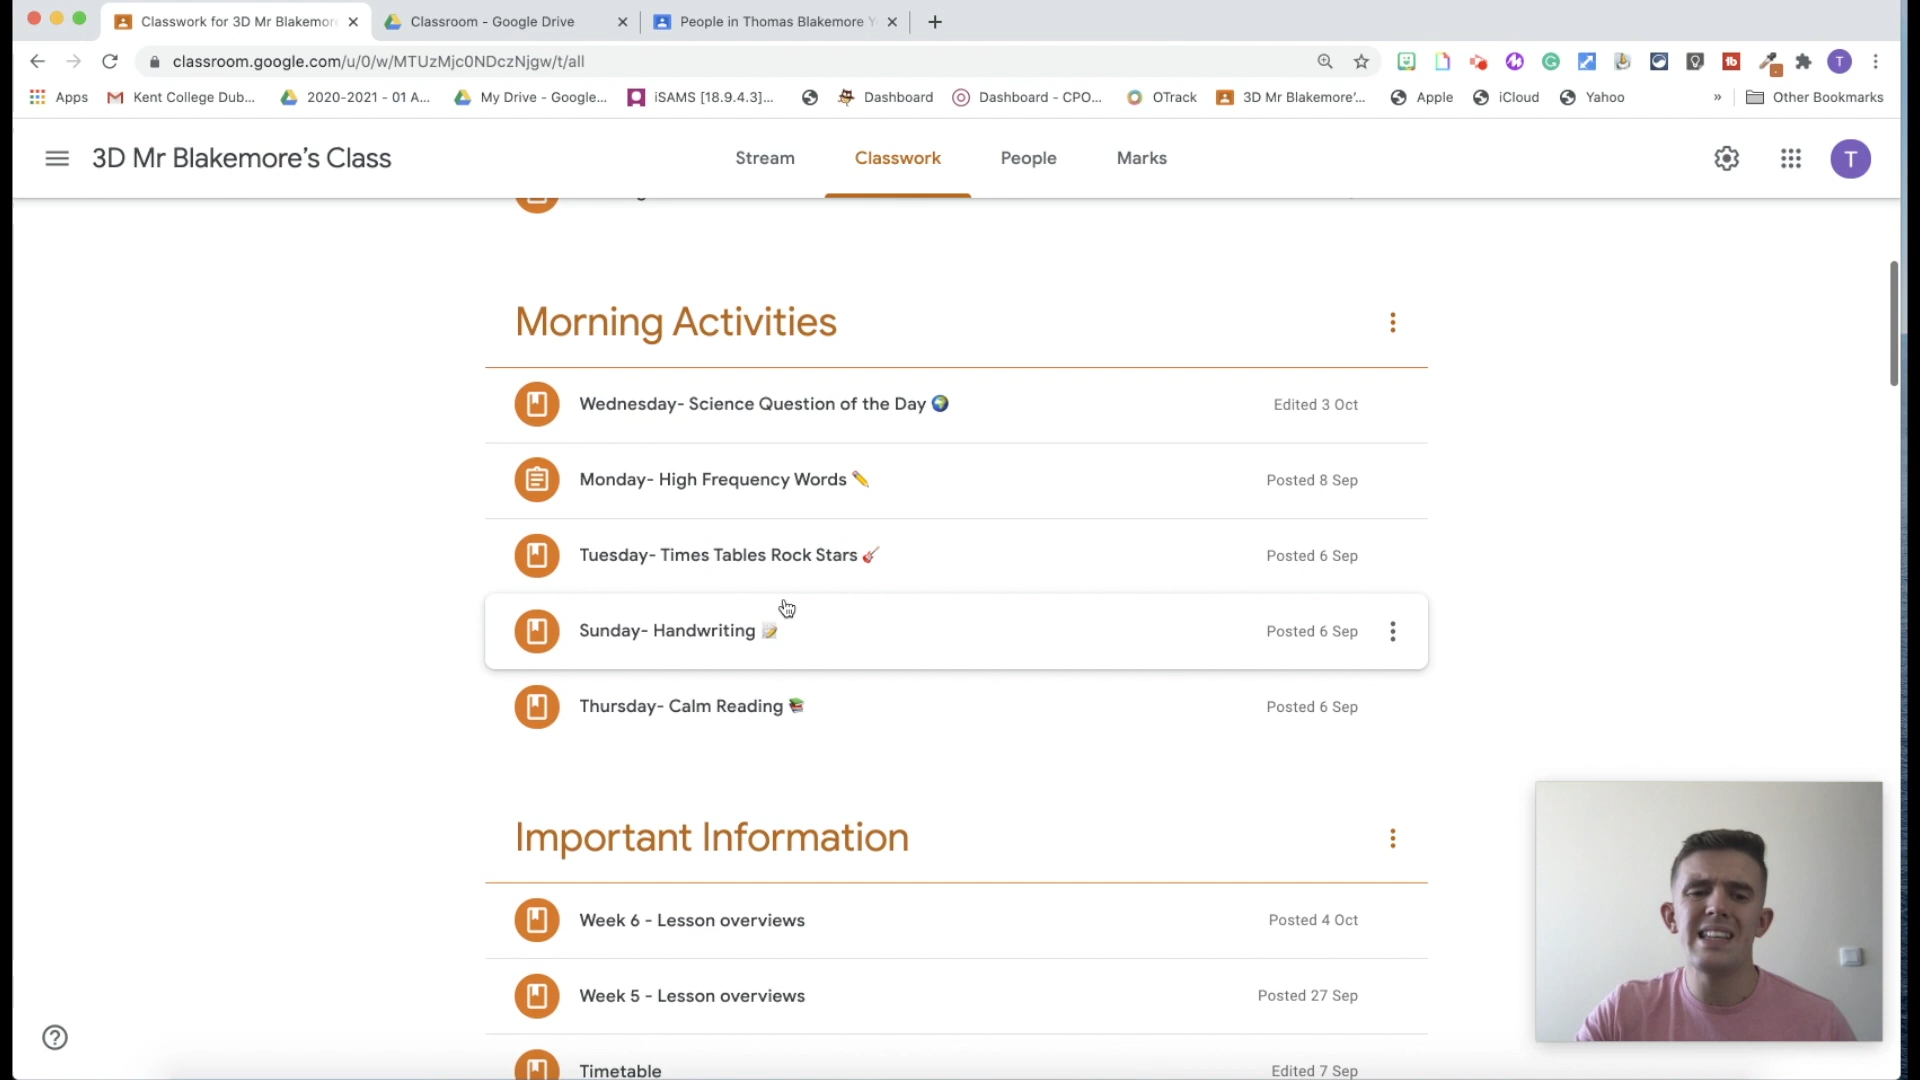 Classwork for 3D Mr Blakemor
Classroom - Google Drive
People in Thomas Blakemore Y
classroom.google.com/u/0/w/MTUzMjc0NDczNjgw/t/all
Apps
Kent College Dub...
2020-2021 - 01 A...
My Drive - Google...
iSAMS [18.9.4.3]...
Dashboard
Dashboard - CPO...
OTrack
3D Mr Blakemore'...
Apple
iCloud
Yahoo
»
Other Bookmarks
3D Mr Blakemore's Class
Stream
Classwork
People
Marks
T
Morning Activities
Wednesday- Science Question of the Day 🌍
Edited 3 Oct
Monday- High Frequency Words ✏️
Posted 8 Sep
Tuesday- Times Tables Rock Stars 🎸
Posted 6 Sep
Sunday- Handwriting 📝
Posted 6 Sep
Thursday- Calm Reading 📚
Posted 6 Sep
Important Information
Week 6 - Lesson overviews
Posted 4 Oct
Week 5 - Lesson overviews
Posted 27 Sep
Timetable
Edited 7 Sep